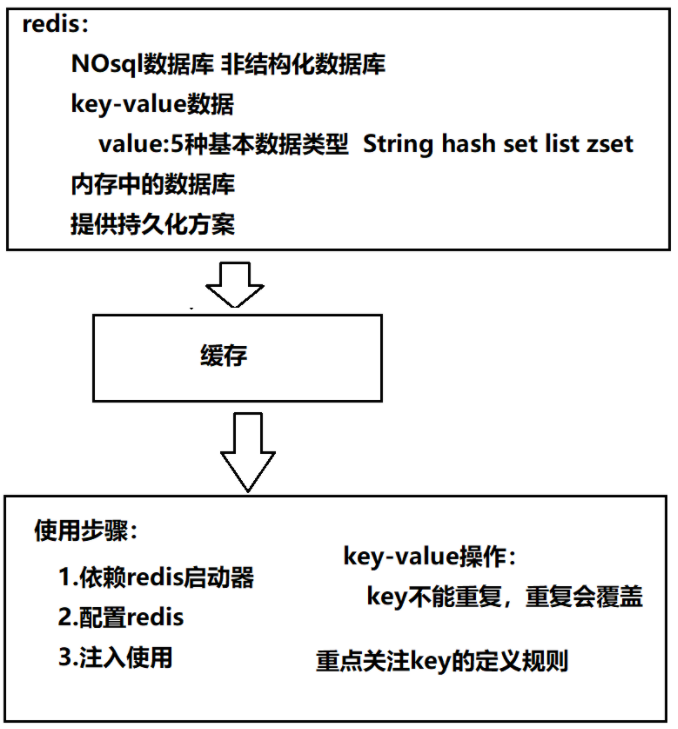 redis：
NOsql数据库 非结构化数据库
key-value数据
value:5种基本数据类型 String hash set list zset
内存中的数据库
提供持久化方案
缓存
使用步骤：
1.依赖redis启动器
2.配置redis
3.注入使用
key-value操作：
key不能重复，重复会覆盖
重点关注key的定义规则